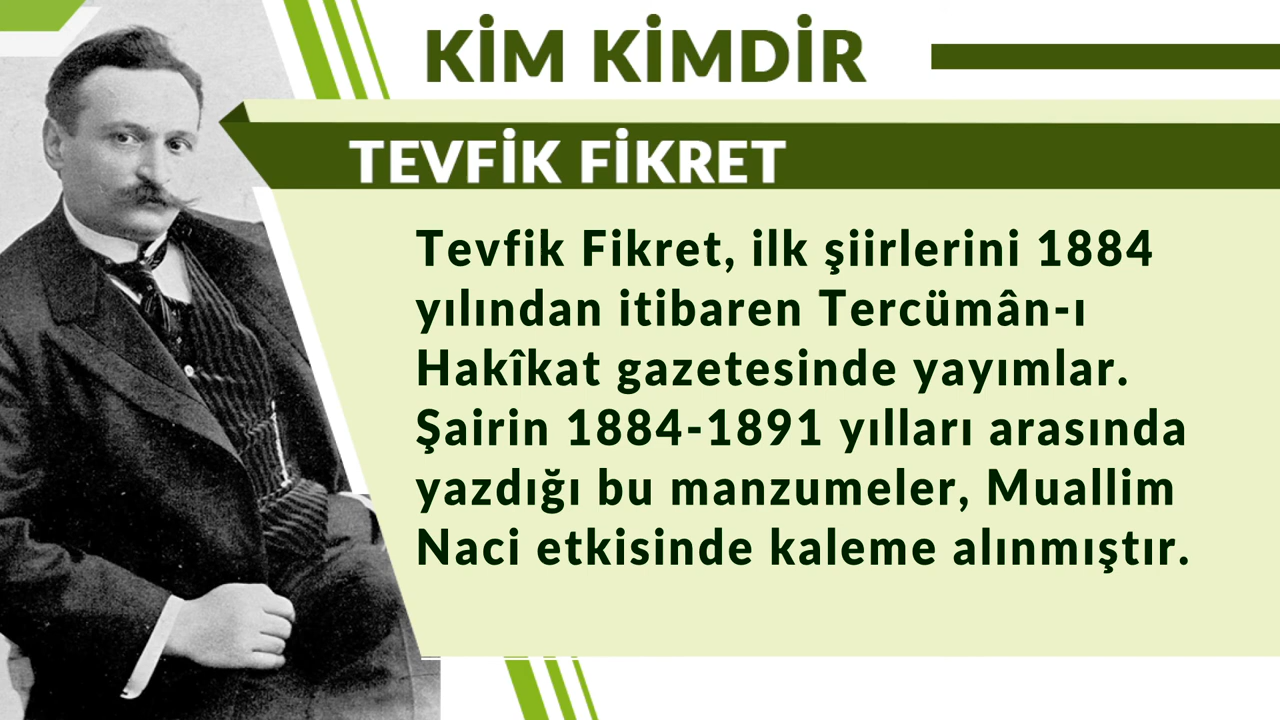 KİM KİMDİR
TEVFİK FİKRET
Tevfik Fikret, ilk şiirlerini 1884
yılından itibaren Tercümân-ı
Hakîkat gazetesinde yayımlar.
Şairin 1884-1891 yılları arasında
yazdığı bu manzumeler, Muallim
Naci etkisinde kaleme alınmıştır.